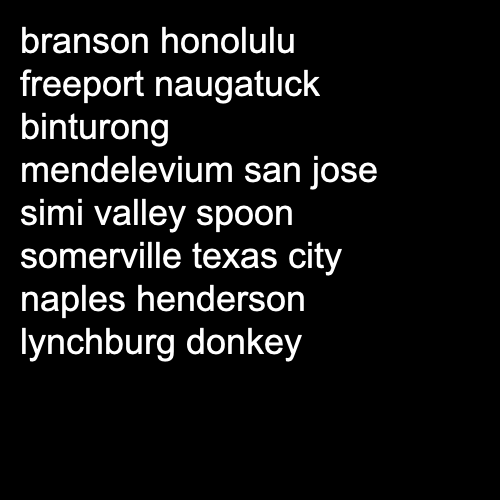 branson honolulu
freeport naugatuck
binturong
mendelevium san jose
simi valley spoon
somerville texas city
naples henderson
lynchburg donkey